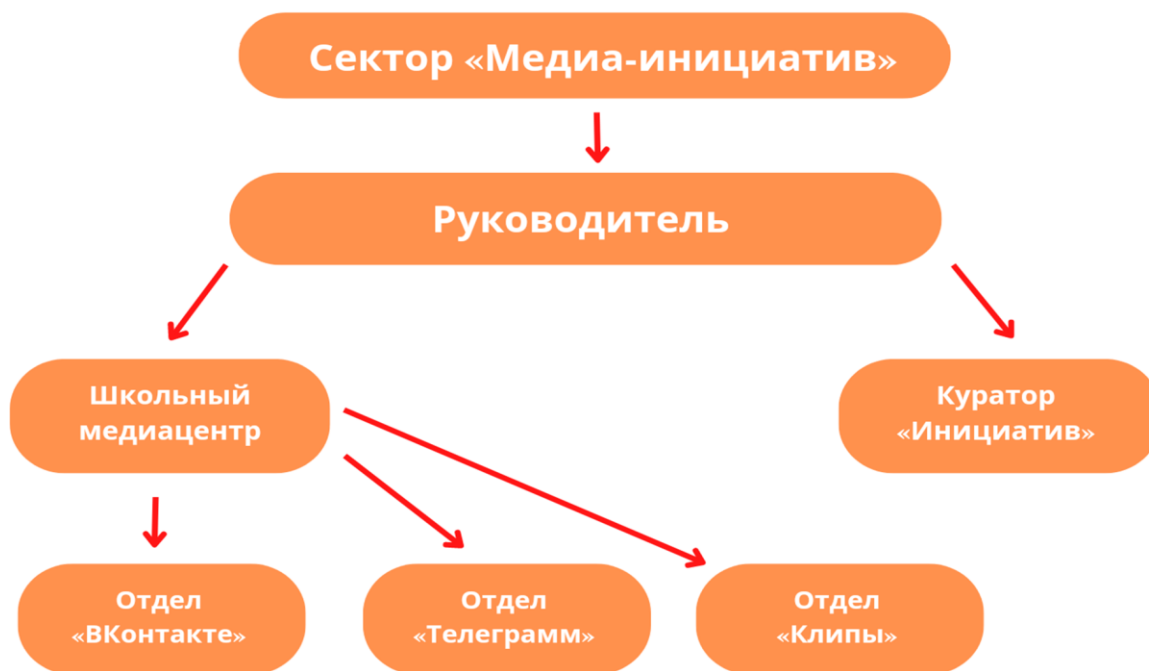 Сектор «Медиа-инициатив»
Руководитель
Школьный
медиацентр
Куратор
«Инициатив»
Отдел
«ВКонтакте»
Отдел
«Телеграмм»
Отдел
«Клипы»